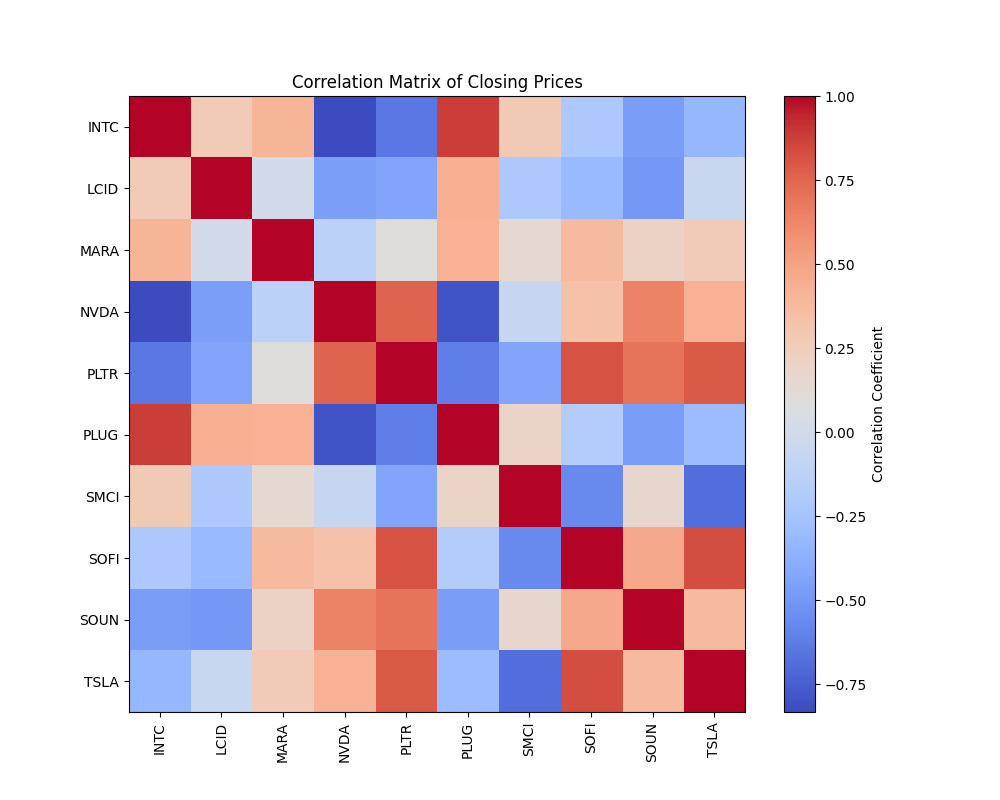 Correlation Matrix of Closing Prices
INTC
LCID
MARA
NVDA
PLTR
PLUG
SMCI
SOFI
SOUN
TSLA
INTC
LCID
MARA
NVDA
PLTR
PLUG
SMCI
SOFI
SOUN
TSLA
1.00
0.75
0.50
0.25
0.00
−0.25
−0.50
−0.75
Correlation Coefficient